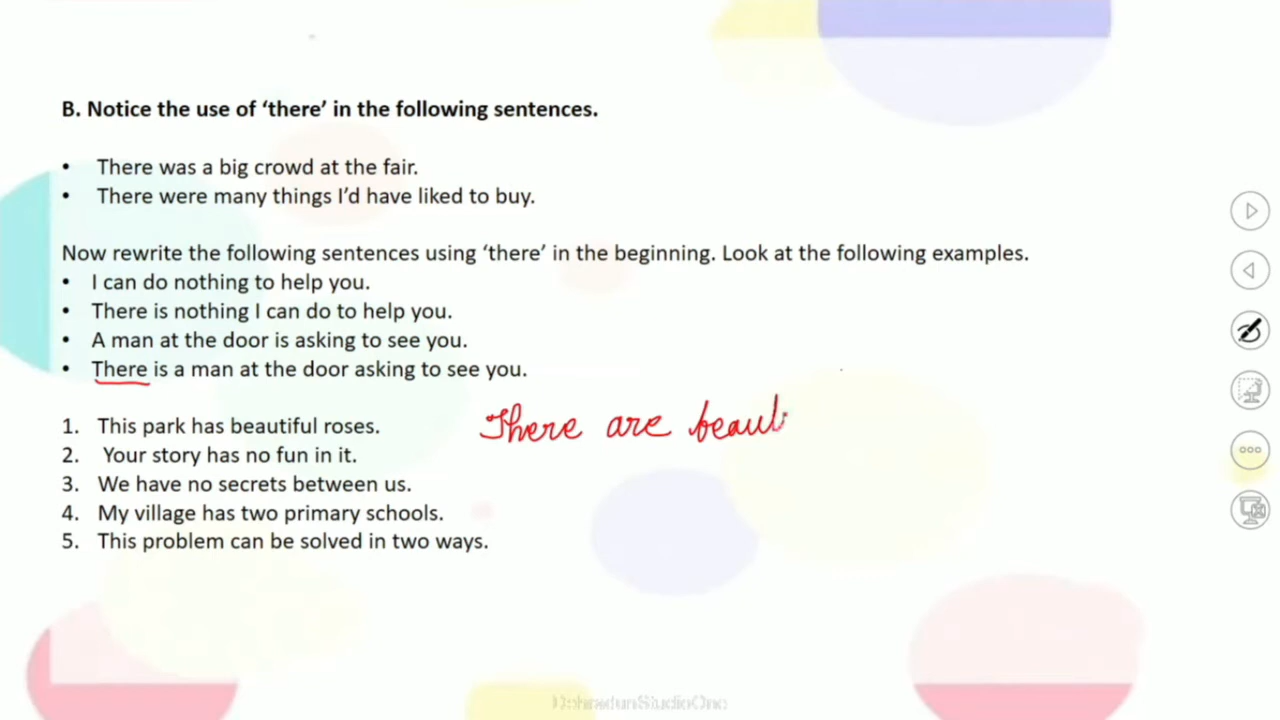 B. Notice the use of ‘there’ in the following sentences.
• There was a big crowd at the fair.
• There were many things I’d have liked to buy.
Now rewrite the following sentences using ‘there’ in the beginning. Look at the following examples.
• I can do nothing to help you.
• There is nothing I can do to help you.
• A man at the door is asking to see you.
• There is a man at the door asking to see you.
1. This park has beautiful roses.
There are beaut
2. Your story has no fun in it.
3. We have no secrets between us.
4. My village has two primary schools.
5. This problem can be solved in two ways.
DehradunStudioOne